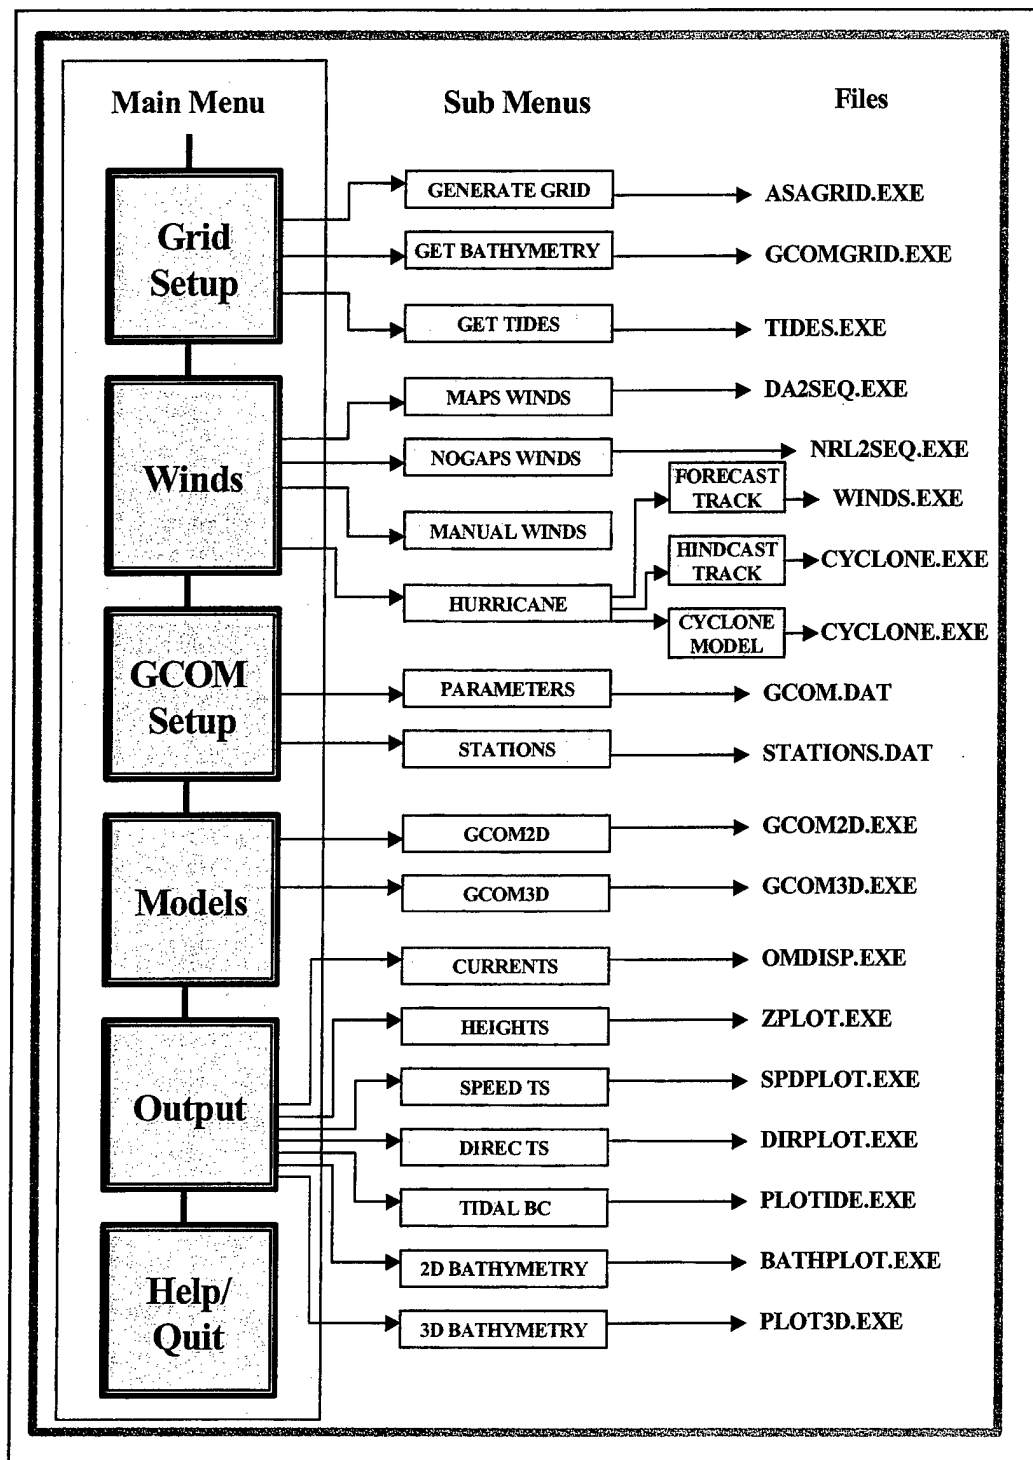 Main Menu
Sub Menus
Files
Grid
Setup
GENERATE GRID
ASAGRID.EXE
GET BATHYMETRY
GCOMGRID.EXE
GET TIDES
TIDES.EXE
Winds
MAPS WINDS
DA2SEQ.EXE
NOGAPS WINDS
NRL2SEQ.EXE
MANUAL WINDS
HURRICANE
FORECAST
TRACK
WINDS.EXE
HINDCAST
TRACK
CYCLONE.EXE
CYCLONE
MODEL
CYCLONE.EXE
GCOM
Setup
PARAMETERS
GCOM.DAT
STATIONS
STATIONS.DAT
Models
GCOM2D
GCOM2D.EXE
GCOM3D
GCOM3D.EXE
Output
CURRENTS
OMDISP.EXE
HEIGHTS
ZPLOT.EXE
SPEED TS
SPDPLOT.EXE
DIREC TS
DIRPLOT.EXE
TIDAL BC
PLOTIDE.EXE
2D BATHYMETRY
BATHPLOT.EXE
3D BATHYMETRY
PLOT3D.EXE
Help/
Quit